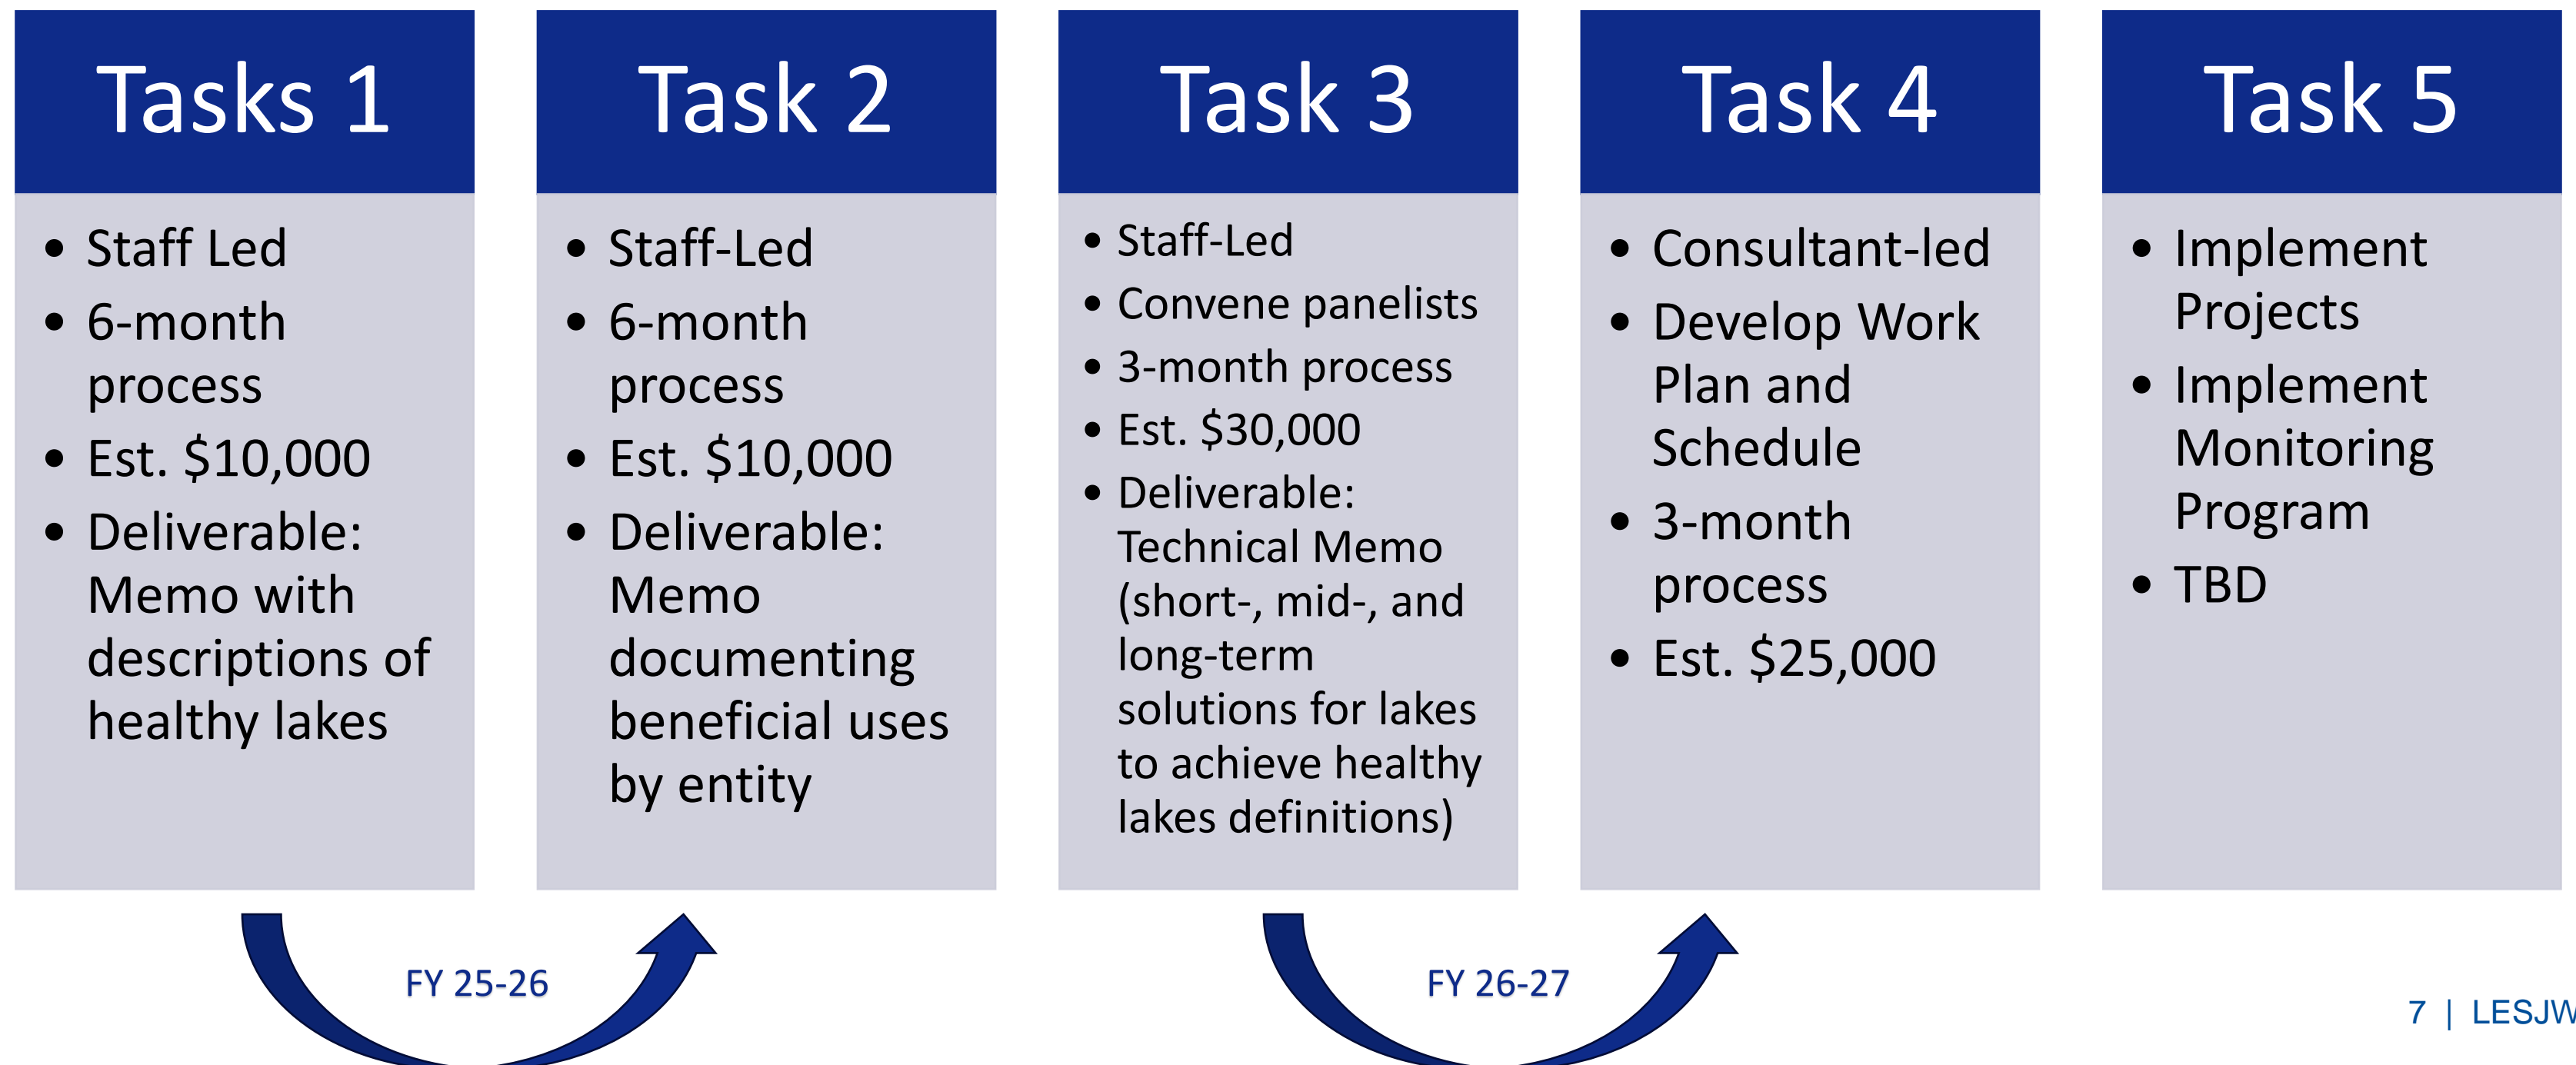 Tasks 1
• Staff Led
• 6-month
process
• Est. $10,000
• Deliverable:
Memo with
descriptions of
healthy lakes
Task 2
• Staff-Led
• 6-month
process
• Est. $10,000
• Deliverable:
Memo
documenting
beneficial uses
by entity
Task 3
• Staff-Led
• Convene panelists
• 3-month process
• Est. $30,000
• Deliverable:
Technical Memo
(short-, mid-, and
long-term
solutions for lakes
to achieve healthy
lakes definitions)
Task 4
• Consultant-led
• Develop Work
Plan and
Schedule
• 3-month
process
• Est. $25,000
Task 5
• Implement
Projects
• Implement
Monitoring
Program
• TBD
FY 25-26
FY 26-27
7 | LESJW